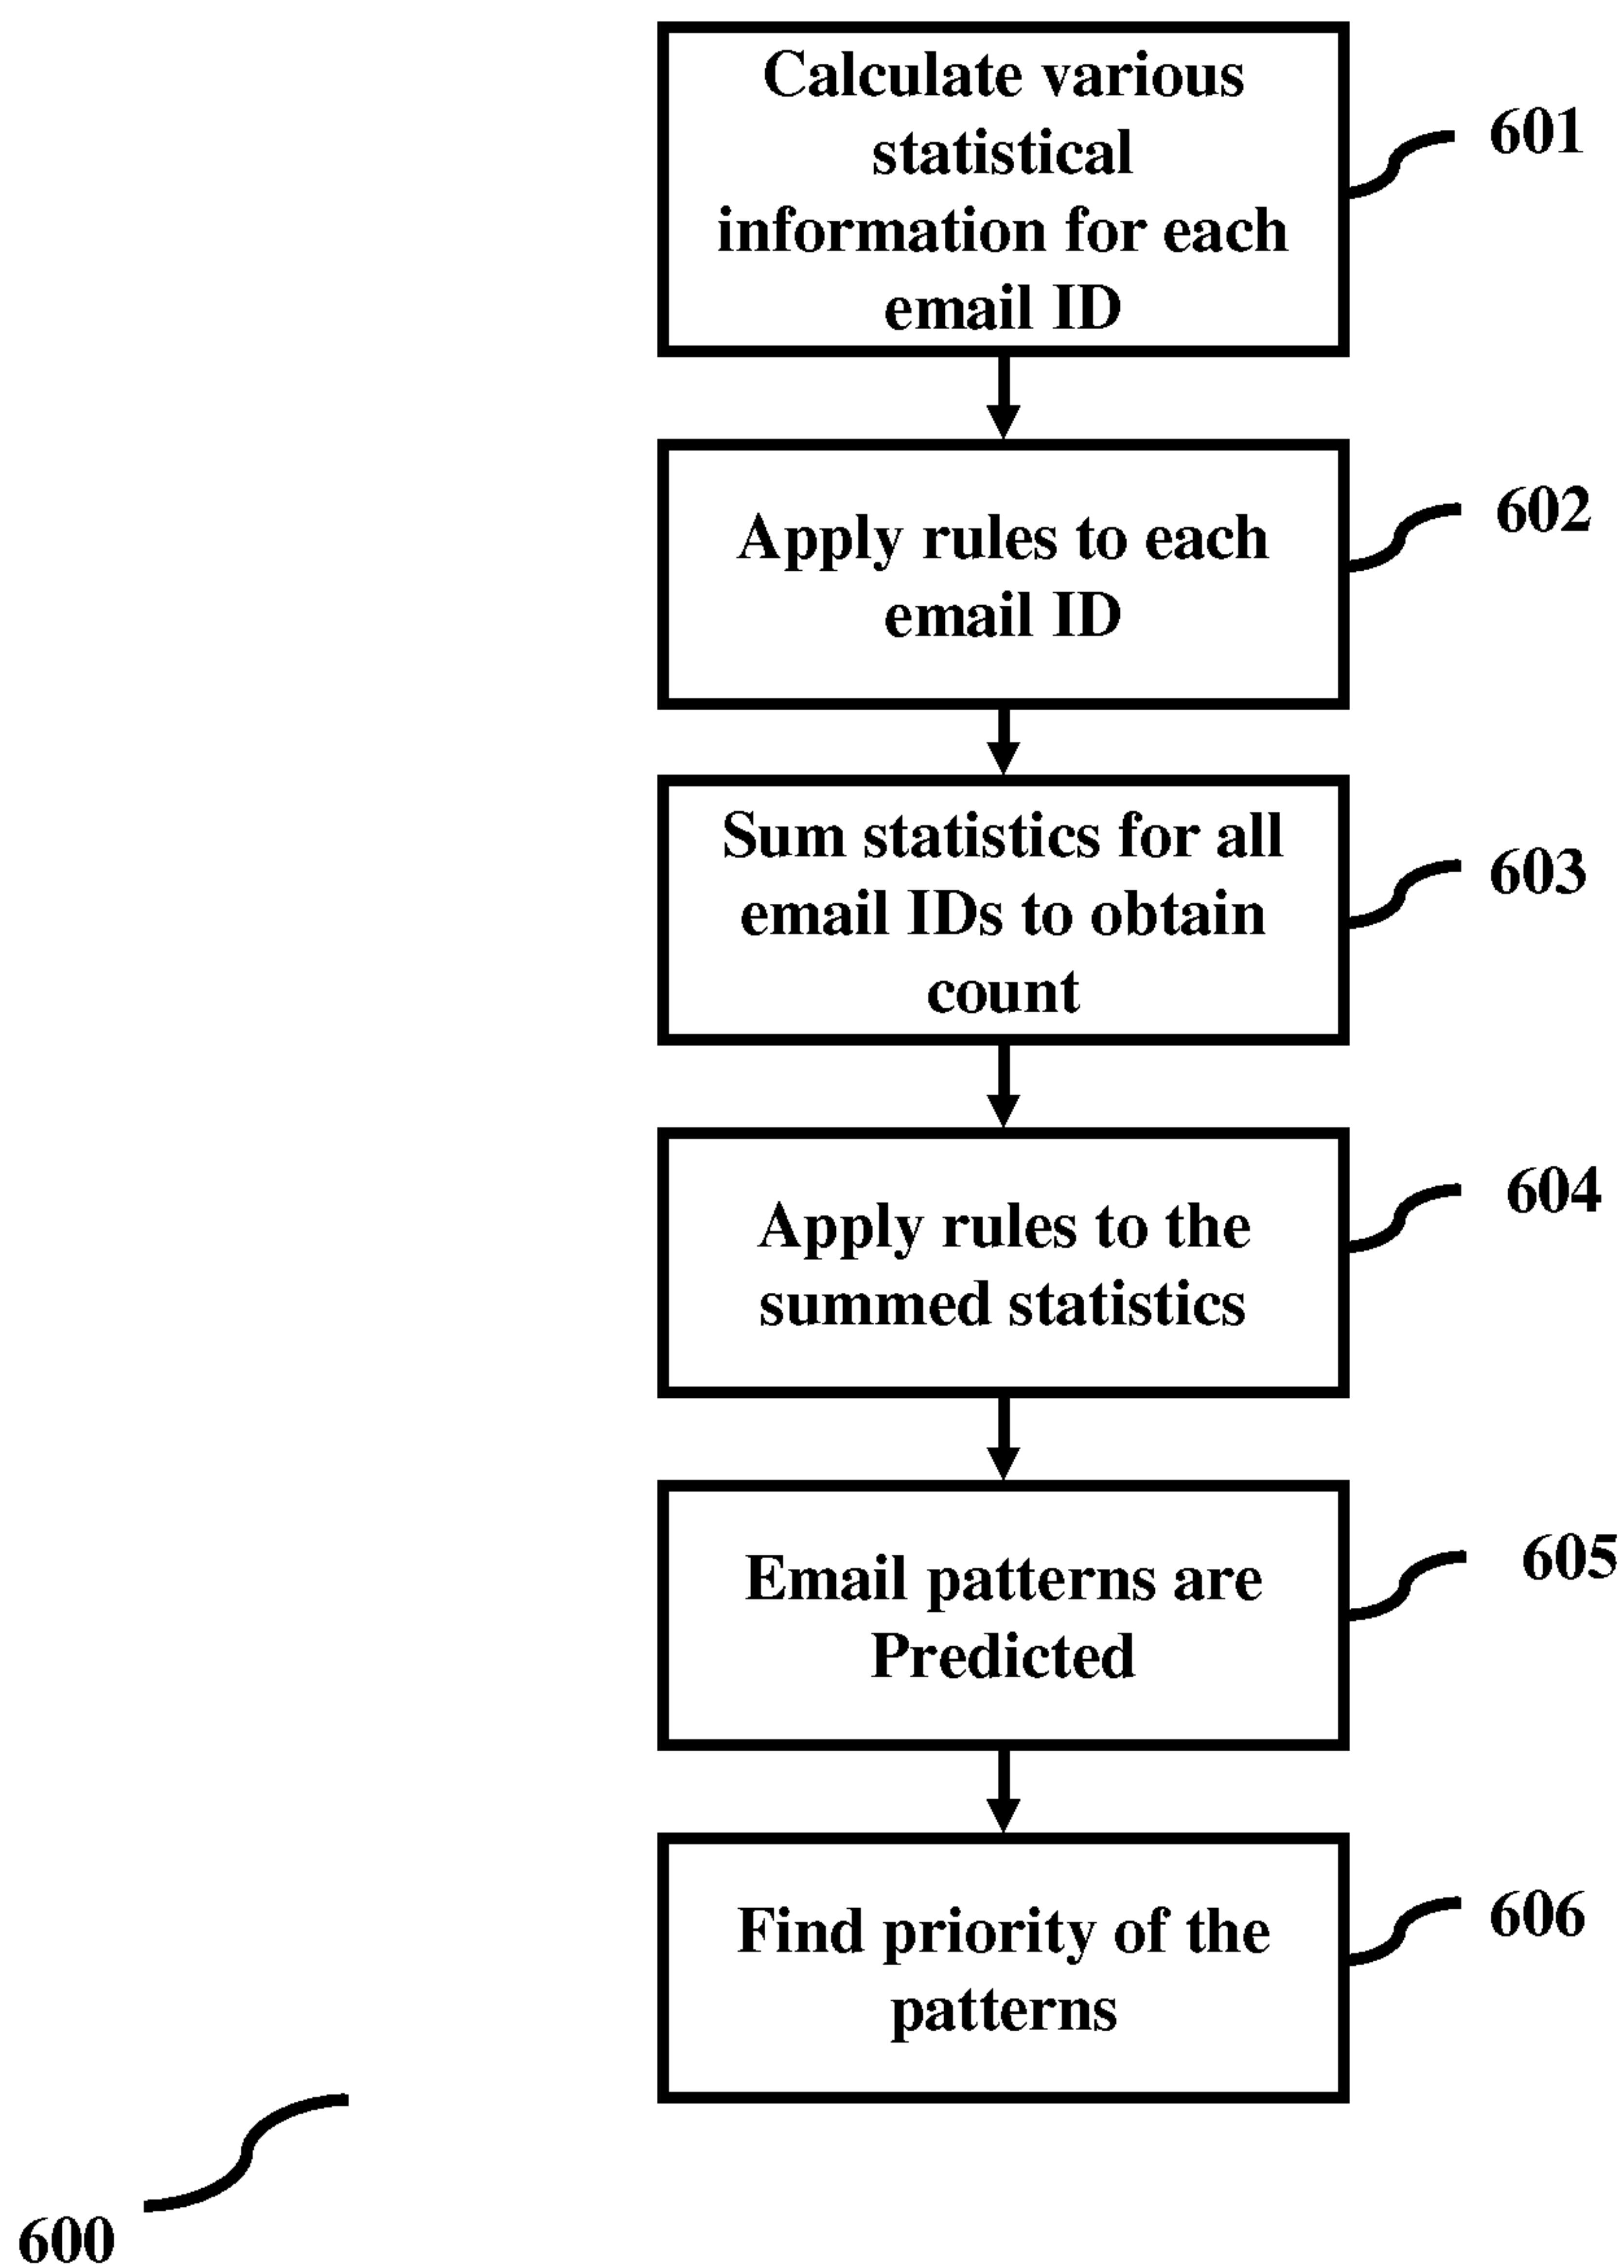 Calculate various
statistical
information for each
email ID
601
Apply rules to each
email ID
602
Sum statistics for all
email IDs to obtain
count
603
Apply rules to the
summed statistics
604
Email patterns are
Predicted
605
Find priority of the
patterns
606
600